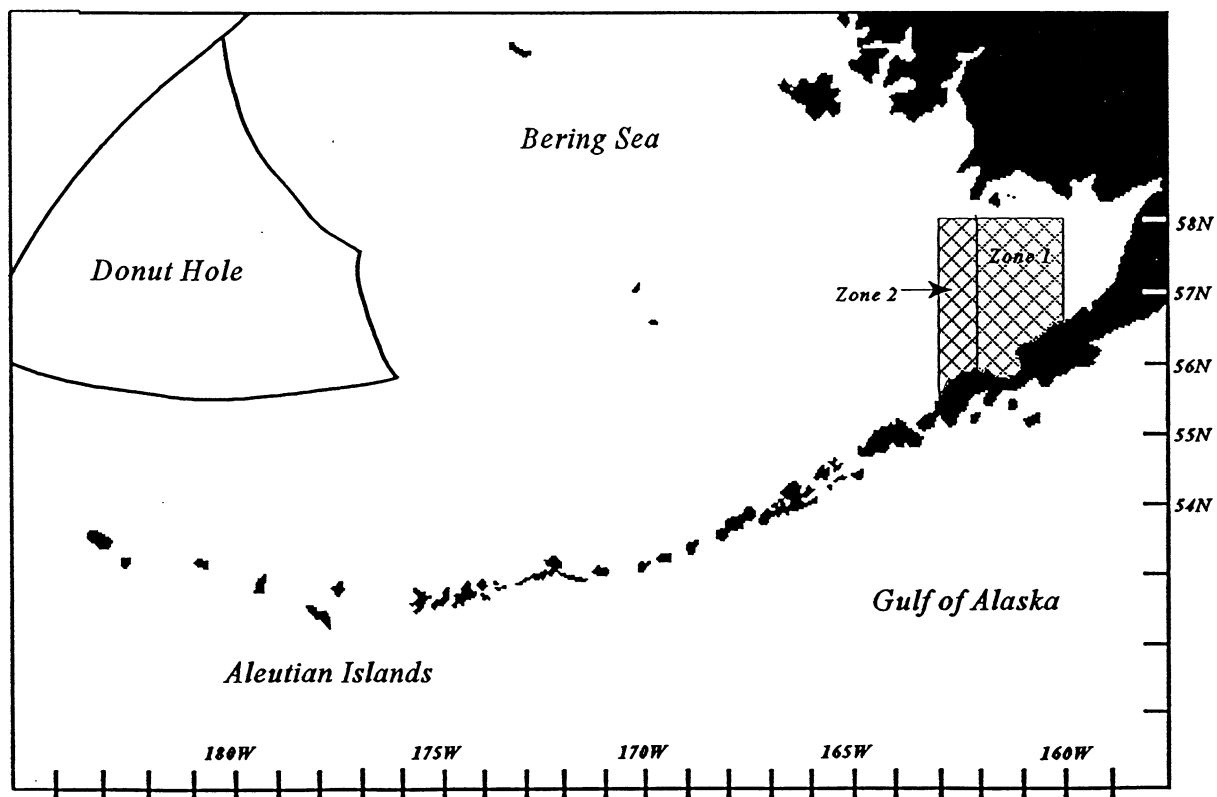 Bering Sea
58N
Donut Hole
Zone 1
Zone 2
57N
56N
55N
54N
Gulf of Alaska
Aleutian Islands
180W
175W
170W
165W
160W